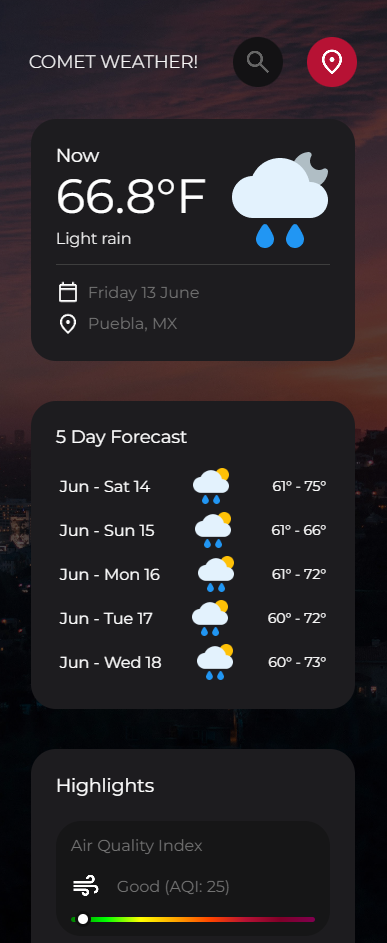 COMET WEATHER!
Now
66.8°F
Light rain
Friday 13 June
Puebla, MX
5 Day Forecast
Jun - Sat 14 61° - 75°
Jun - Sun 15 61° - 66°
Jun - Mon 16 61° - 72°
Jun - Tue 17 60° - 72°
Jun - Wed 18 60° - 73°
Highlights
Air Quality Index
Good (AQI: 25)